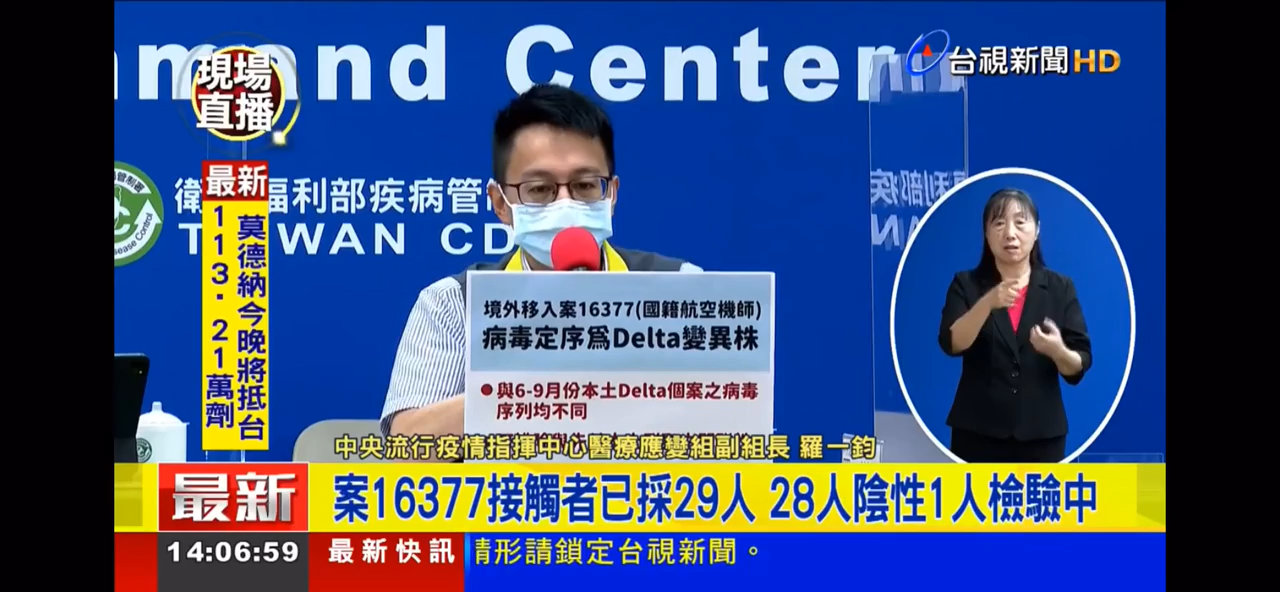 mmand Center
現場
直播
台視新聞HD
最新
莫德納今晚將抵台
113.21萬劑
衛 福利部疾病管
TAIWAN CD
sease Control
利部疾
境外移入案16377(國籍航空機師)
病毒定序為Delta變異株
●與6-9月份本土Delta個案之病毒
序列均不同
中央流行疫情指揮中心醫療應變組副組長 羅一鈞
最新
案16377接觸者已採29人 28人陰性1人檢驗中
14:06:59
最新快訊
情形請鎖定台視新聞。